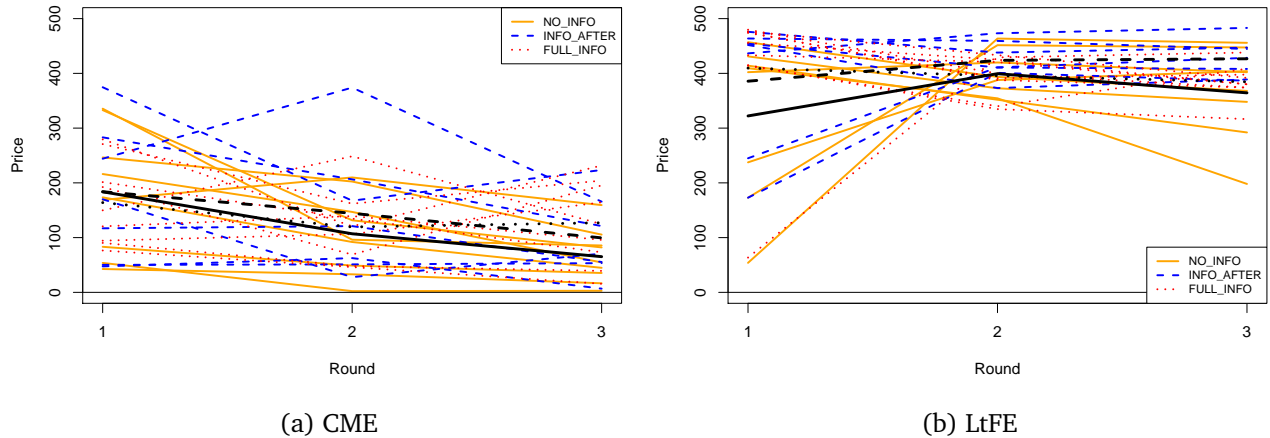 500
400
300
200
100
0
Price
1
2
3
Round
NO_INFO
INFO_AFTER
FULL_INFO
(a) CME
500
400
300
200
100
0
Price
1
2
3
Round
NO_INFO
INFO_AFTER
FULL_INFO
(b) LtFE